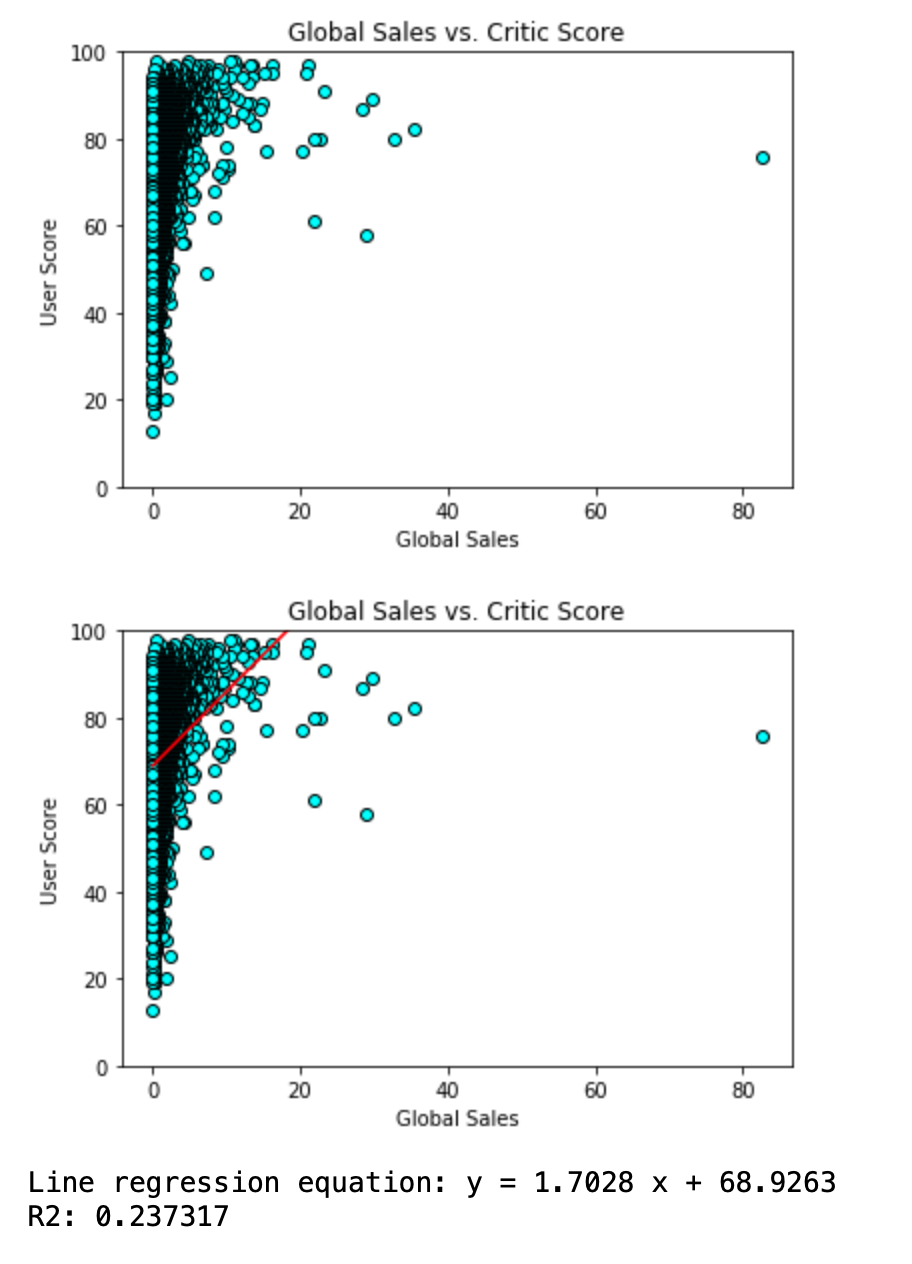 Global Sales vs. Critic Score
100
80
60
40
20
0
User Score
0 20 40 60 80
Global Sales
Global Sales vs. Critic Score
100
80
60
40
20
0
User Score
0 20 40 60 80
Global Sales
Line regression equation: y = 1.7028 x + 68.9263
R2: 0.237317